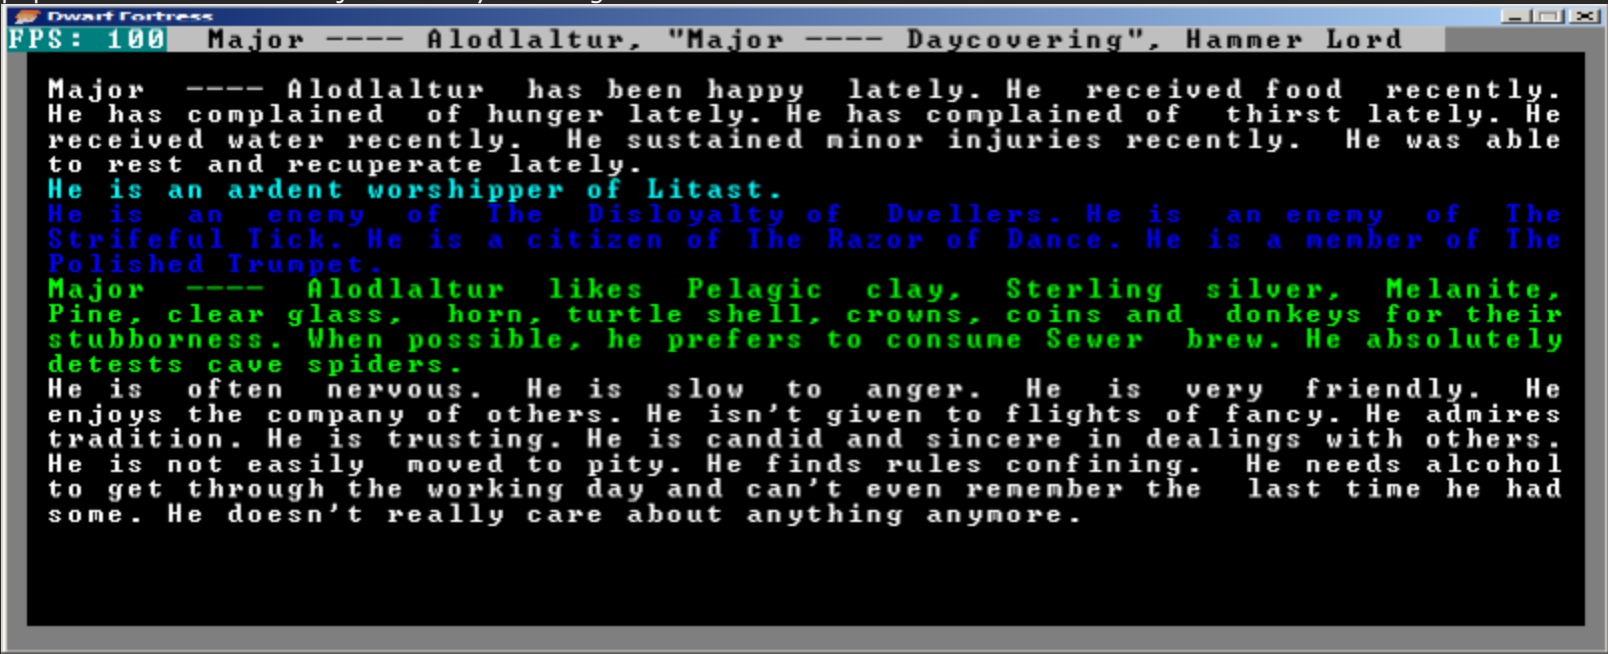 Dwarf Fortress
FPS: 100 Major ---- Alodlaltur, "Major ---- Daycovering", Hammer Lord
Major ---- Alodlaltur has been happy lately. He received food recently.
He has complained of hunger lately. He has complained of thirst lately. He
received water recently. He sustained minor injuries recently. He was able
to rest and recuperate lately.
He is an ardent worshipper of Litast.
He is an enemy of The Disloyalty of Dwellers. He is an enemy of The
Strifeful Tick. He is a citizen of The Razor of Dance. He is a member of The
Polished Trumpet.
Major ---- Alodlaltur likes Pelagic clay, Sterling silver, Melanite,
Pine, clear glass, horn, turtle shell, crowns, coins and donkeys for their
stubborness. When possible, he prefers to consume Sewer brew. He absolutely
detests cave spiders.
He is often nervous. He is slow to anger. He is very friendly. He
enjoys the company of others. He isn't given to flights of fancy. He admires
tradition. He is trusting. He is candid and sincere in dealings with others.
He is not easily moved to pity. He finds rules confining. He needs alcohol
to get through the working day and can't even remember the last time he had
some. He doesn't really care about anything anymore.